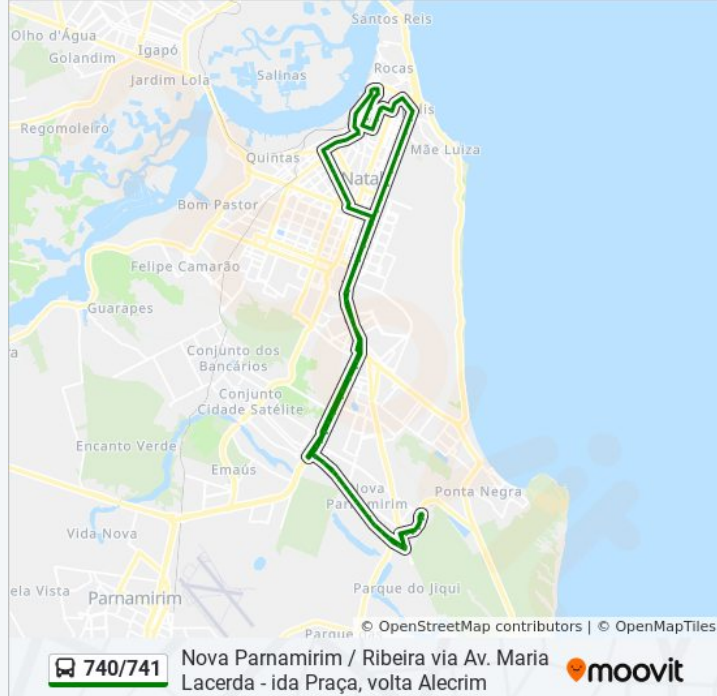 Santos Reis
Olho d'Água
Igapó
Golandim
Rocas
Salinas
Jardim Lola
Regomoleiro
Mãe Luiza
Quintas
Natal
Bom Pastor
Felipe Camarão
Guarapes
Conjunto dos
Bancários
Conjunto
Cidade Satélite
Encanto Verde
Emaús
Nova
Parnamirim
Ponta Negra
Vida Nova
Parque do Jiqui
ela Vista
Parnamirim
Parque
© OpenStreetMap contributors | © OpenMapTiles
740/741
Nova Parnamirim / Ribeira via Av. Maria
Lacerda - ida Praça, volta Alecrim
moovit